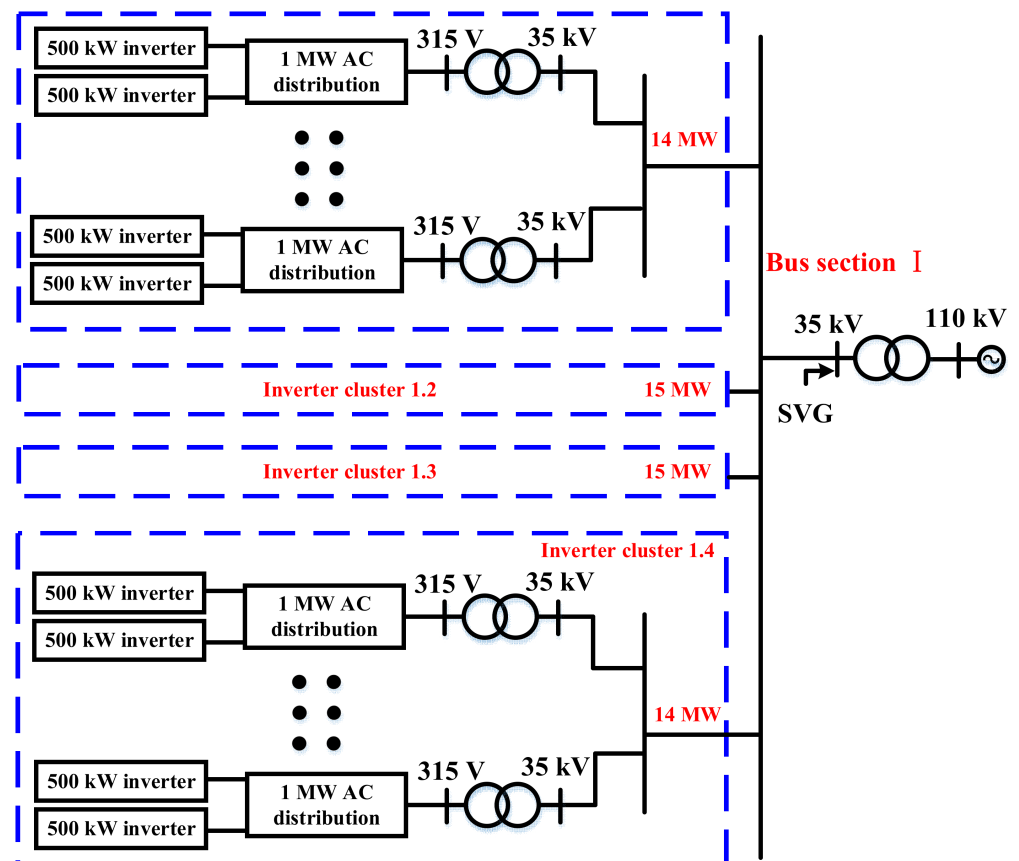 500 kW inverter
500 kW inverter
1 MW AC
distribution
315 V
35 kV
14 MW
500 kW inverter
500 kW inverter
1 MW AC
distribution
315 V
35 kV
Bus section Ⅰ
35 kV
110 kV
SVG
Inverter cluster 1.2
15 MW
Inverter cluster 1.3
15 MW
Inverter cluster 1.4
500 kW inverter
500 kW inverter
1 MW AC
distribution
315 V
35 kV
14 MW
500 kW inverter
500 kW inverter
1 MW AC
distribution
315 V
35 kV